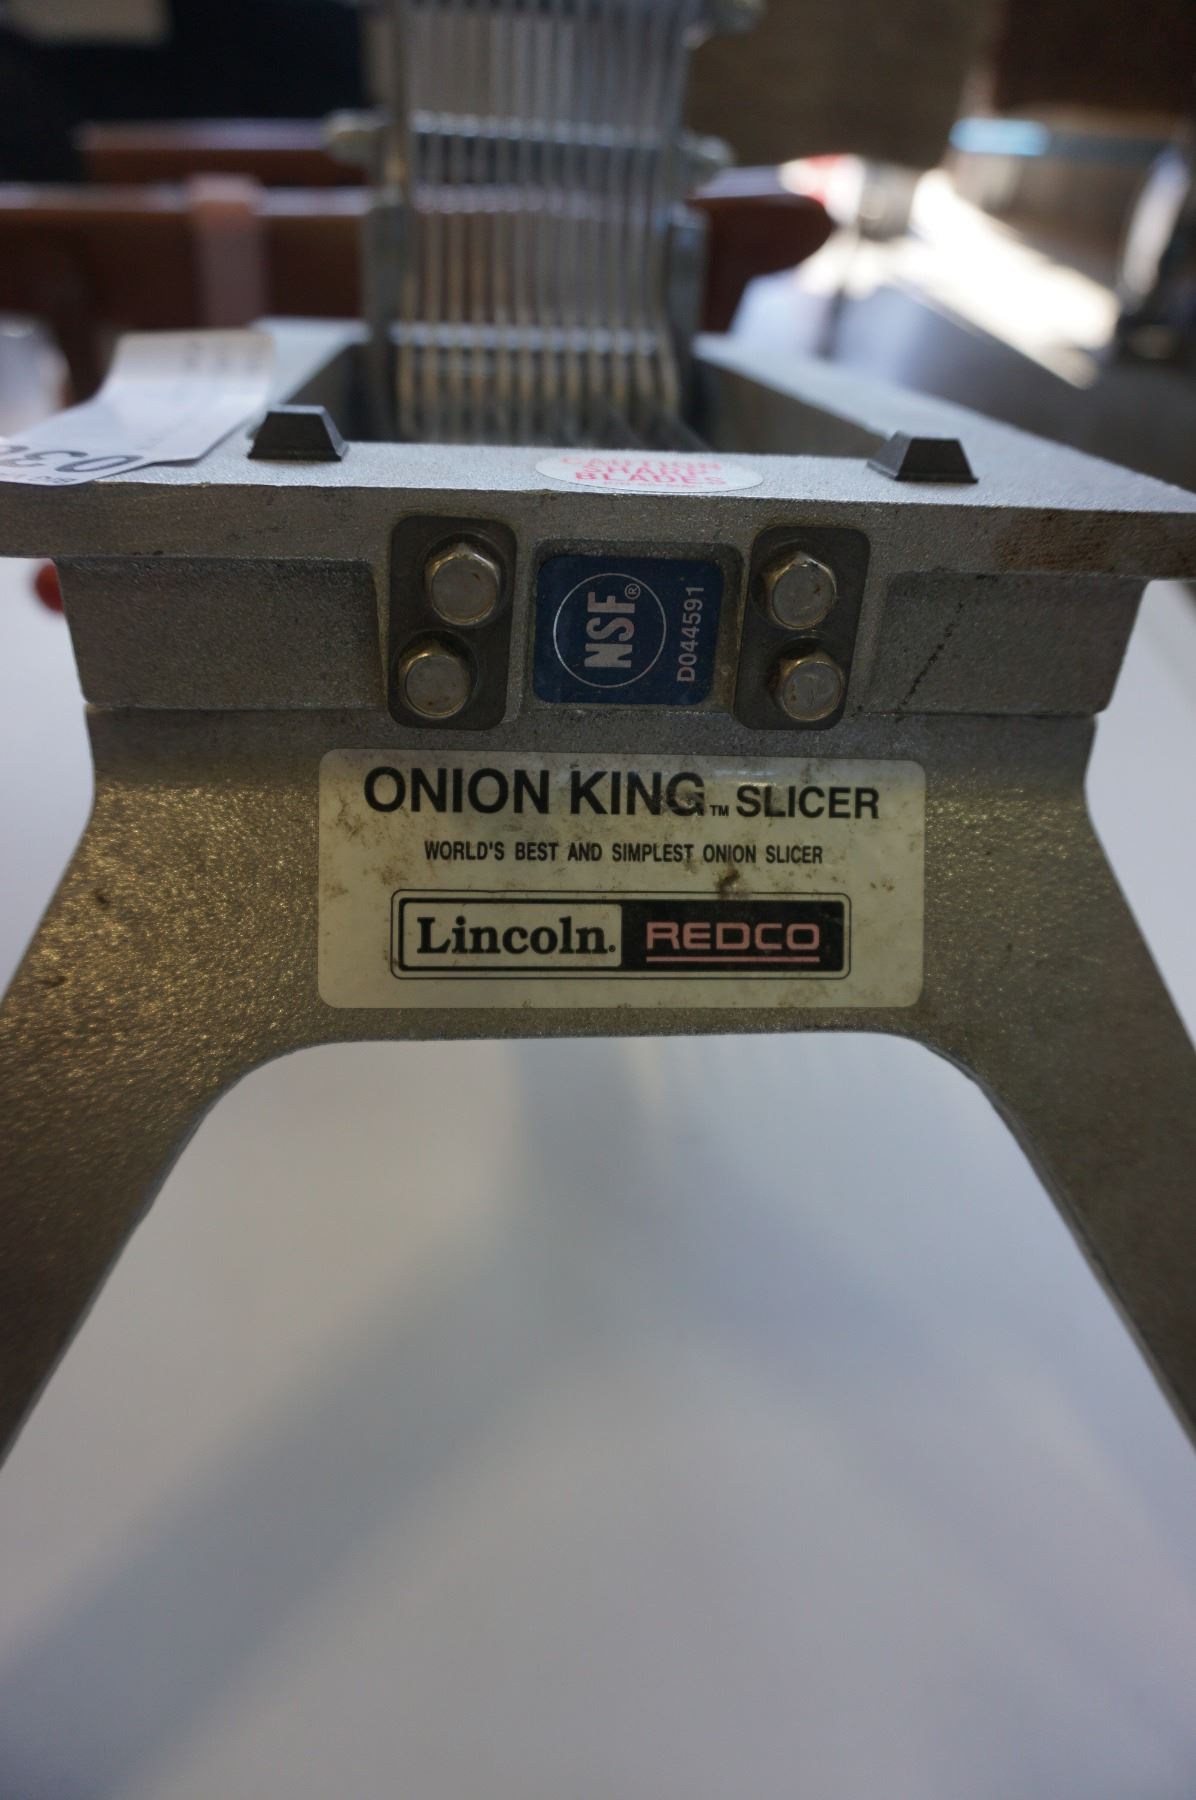 CAUTION
SHARP
BLADES
NSF®
D044591
ONION KING™ SLICER
WORLD'S BEST AND SIMPLEST ONION SLICER
Lincoln® REDCO